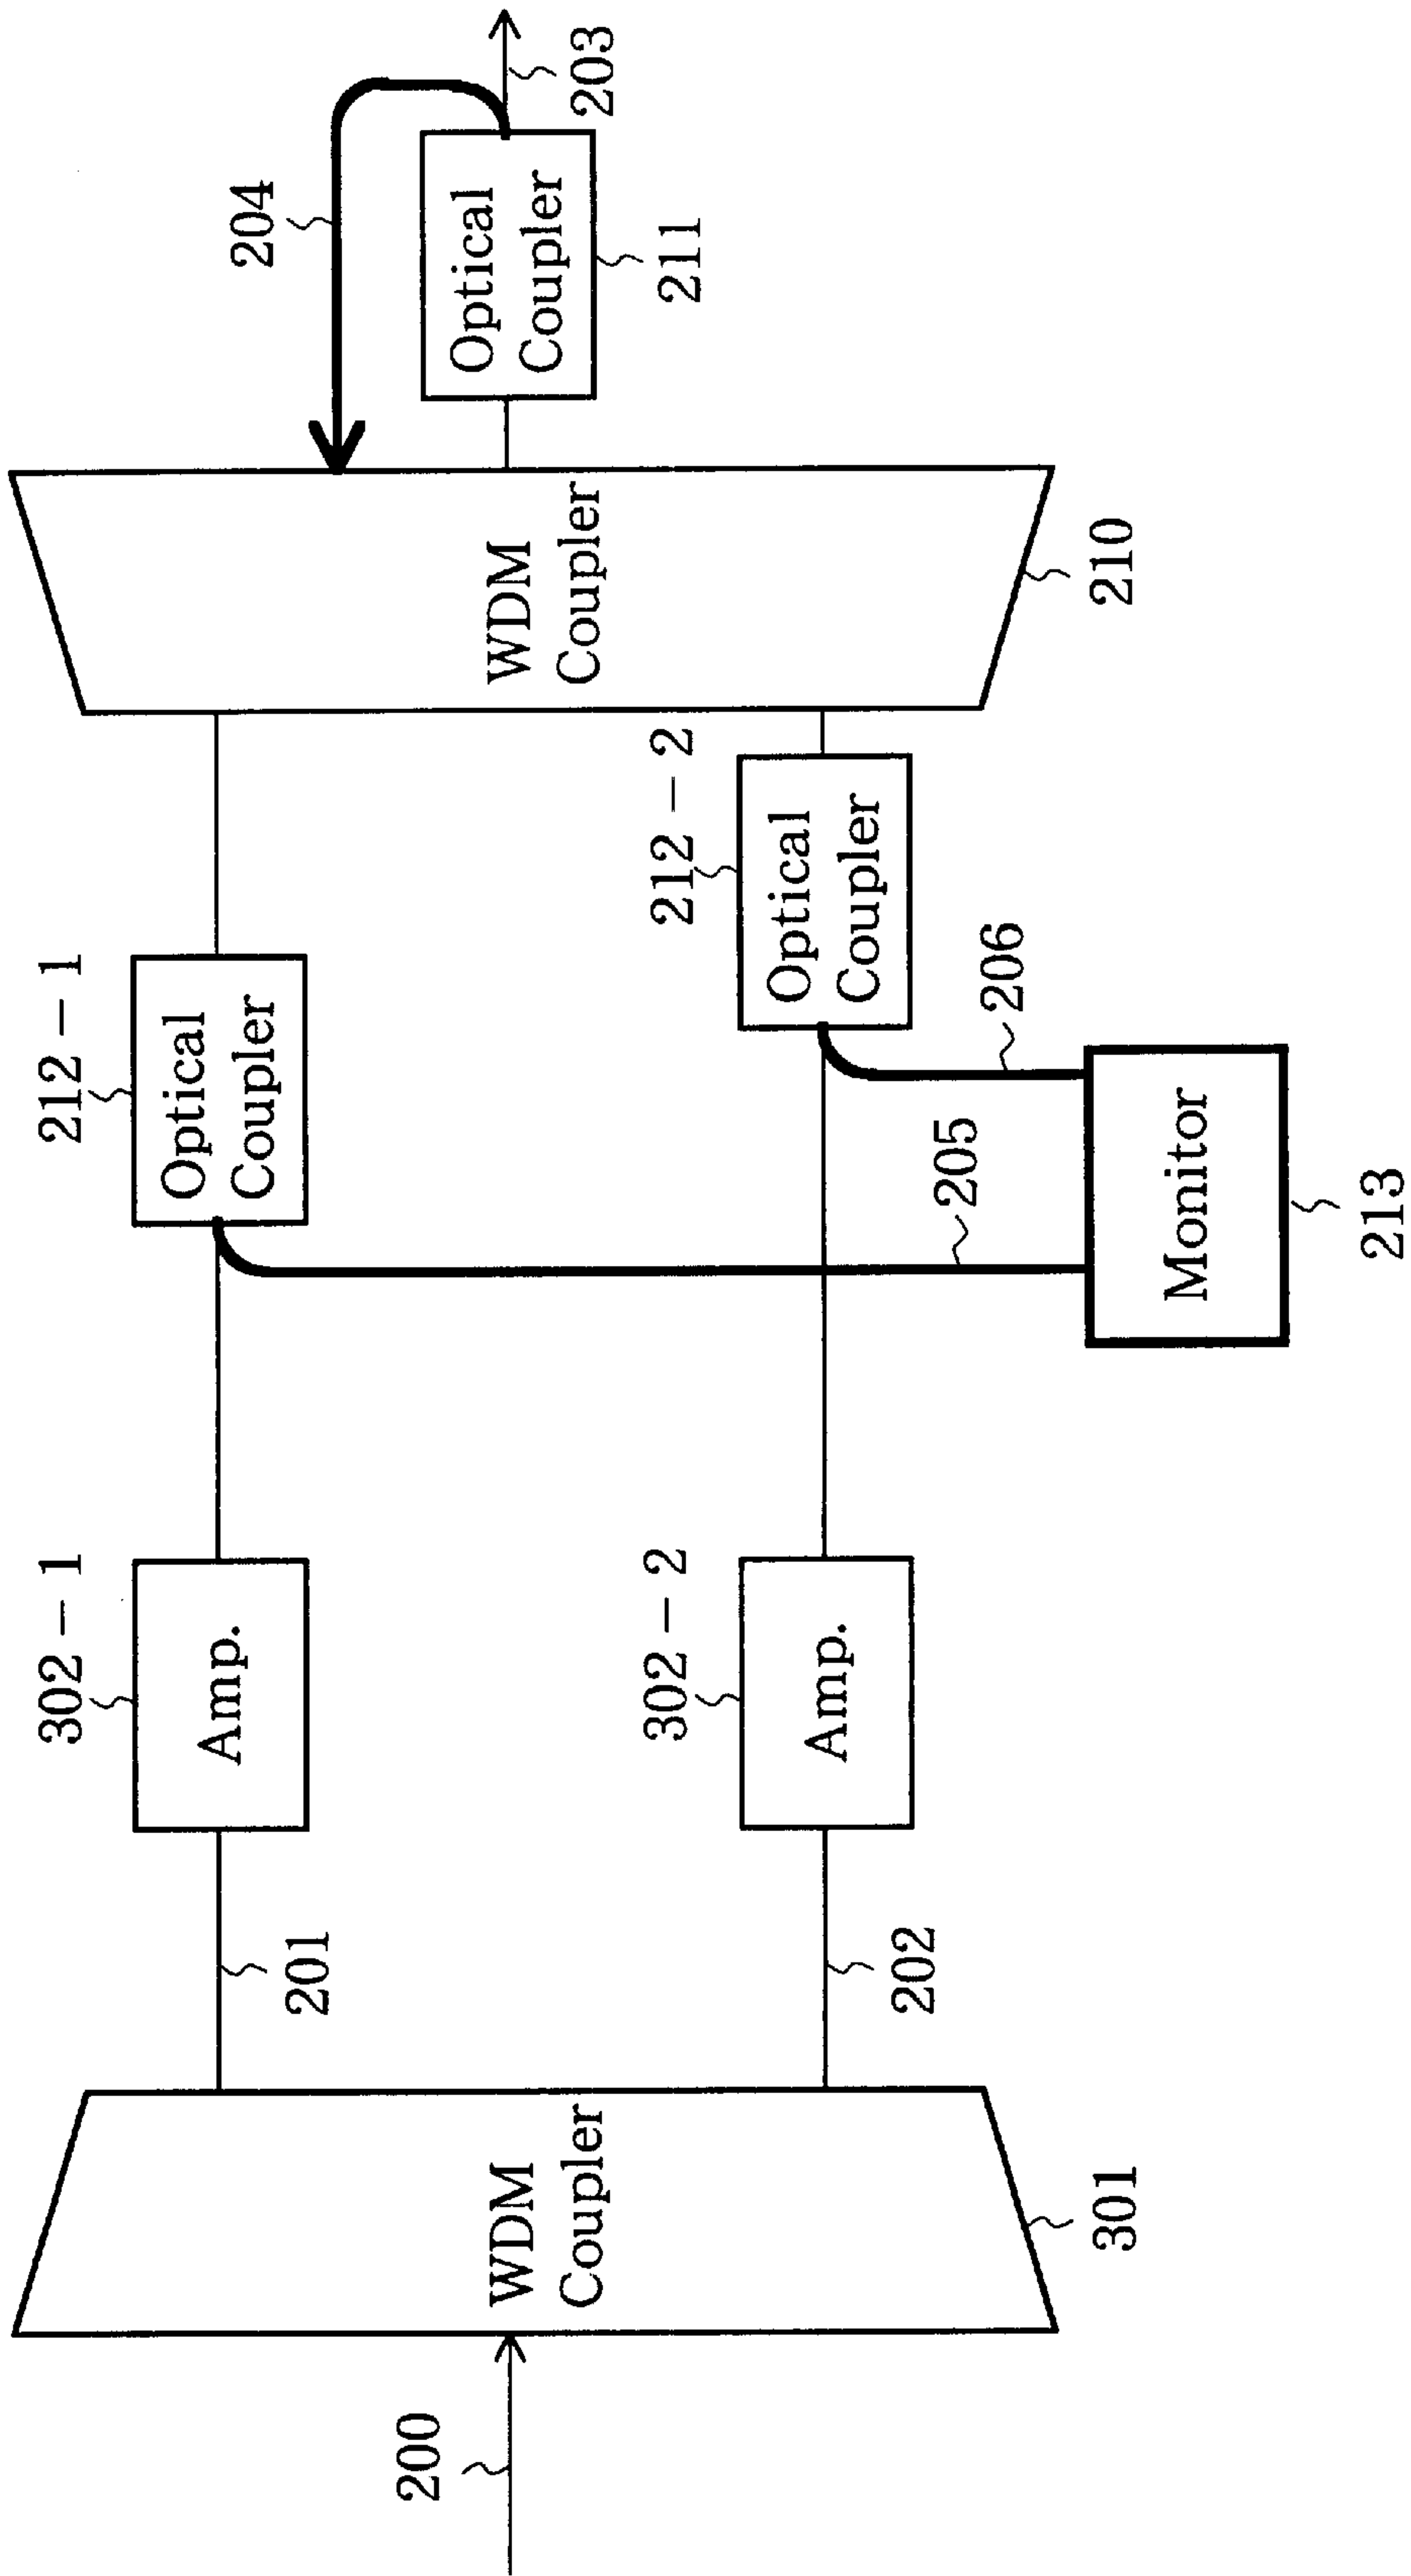 200
WDM
Coupler
301
201
202
302-1
Amp.
302-2
Amp.
212-1
Optical
Coupler
212-2
Optical
Coupler
205
206
Monitor
213
WDM
Coupler
210
204
Optical
Coupler
211
203